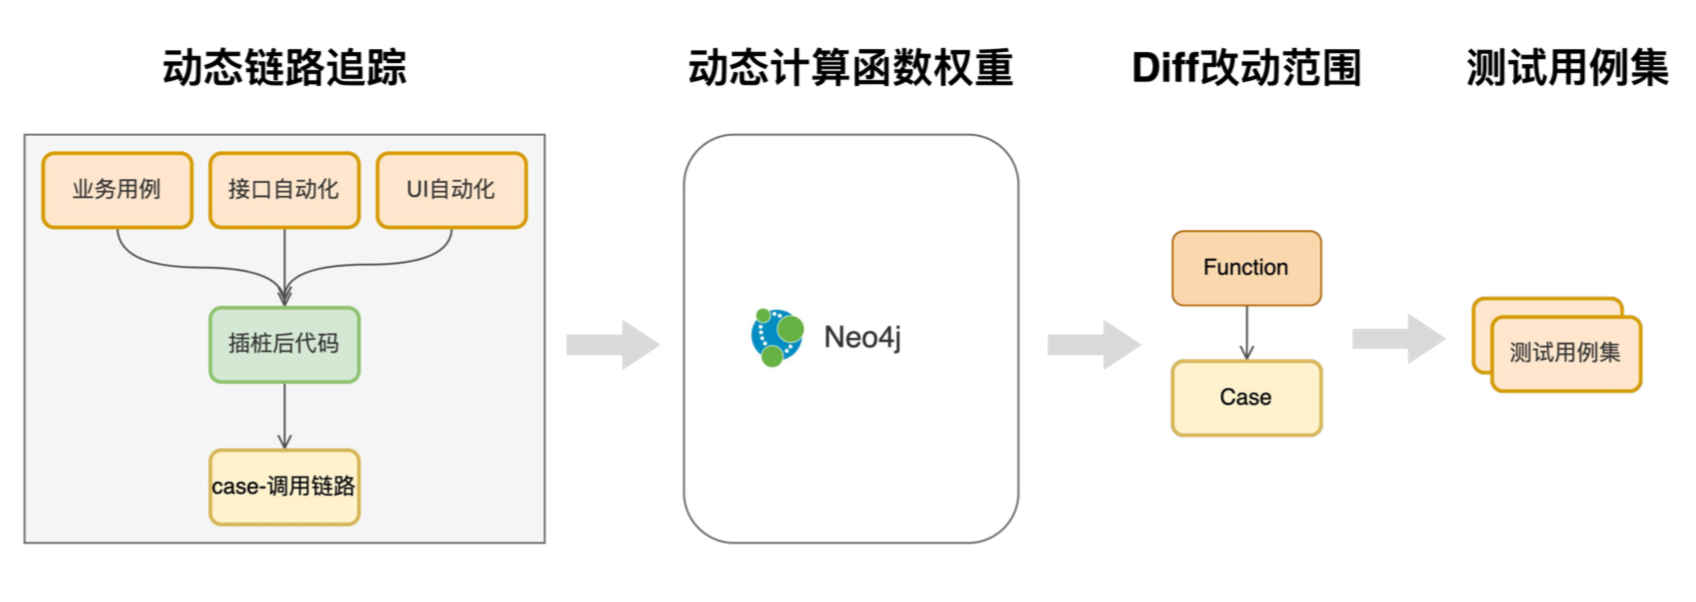 动态链路追踪
动态计算函数权重
Diff改动范围
测试用例集
业务用例
接口自动化
UI自动化
插桩后代码
case-调用链路
Neo4j
Function
Case
测试用例集